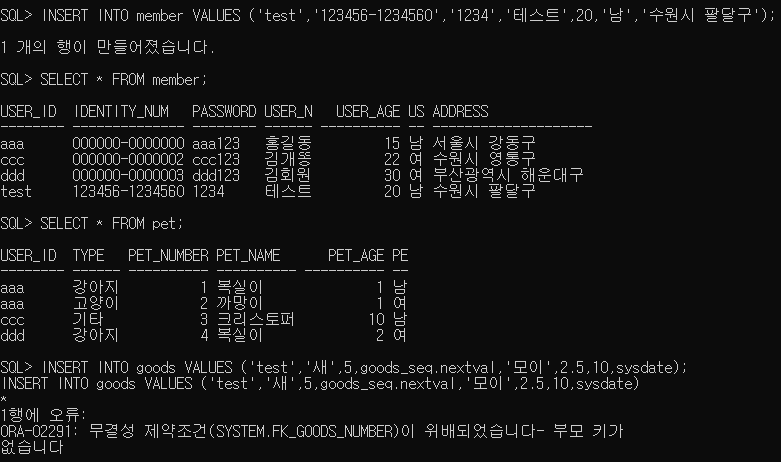 SQL> INSERT INTO member VALUES ('test','123456-1234560','1234','테스트',20,'남','수원시 팔달구');
1 개의 행이 만들어졌습니다.
SQL> SELECT * FROM member;
USER_ID  IDENTITY_NUM   PASSWORD USER_N   USER_AGE US ADDRESS
-------- -------------- -------- ------ ---------- -- --------------------
aaa      000000-0000000 aaa123   홍길동         15 남 서울시 강동구
ccc      000000-0000002 ccc123   김개똥         22 여 수원시 영통구
ddd      000000-0000003 ddd123   김회원         30 여 부산광역시 해운대구
test     123456-1234560 1234     테스트         20 남 수원시 팔달구
SQL> SELECT * FROM pet;
USER_ID  TYPE   PET_NUMBER PET_NAME      PET_AGE PE
-------- ------ ---------- ---------- ---------- --
aaa      강아지          1 복실이              1 남
aaa      고양이          2 까망이              1 여
ccc      기타            3 크리스토퍼         10 남
ddd      강아지          4 복실이              2 여
SQL> INSERT INTO goods VALUES ('test','새',5,goods_seq.nextval,'모이',2.5,10,sysdate);
INSERT INTO goods VALUES ('test','새',5,goods_seq.nextval,'모이',2.5,10,sysdate)
*
1행에 오류:
ORA-02291: 무결성 제약조건(SYSTEM.FK_GOODS_NUMBER)이 위배되었습니다- 부모 키가
없습니다